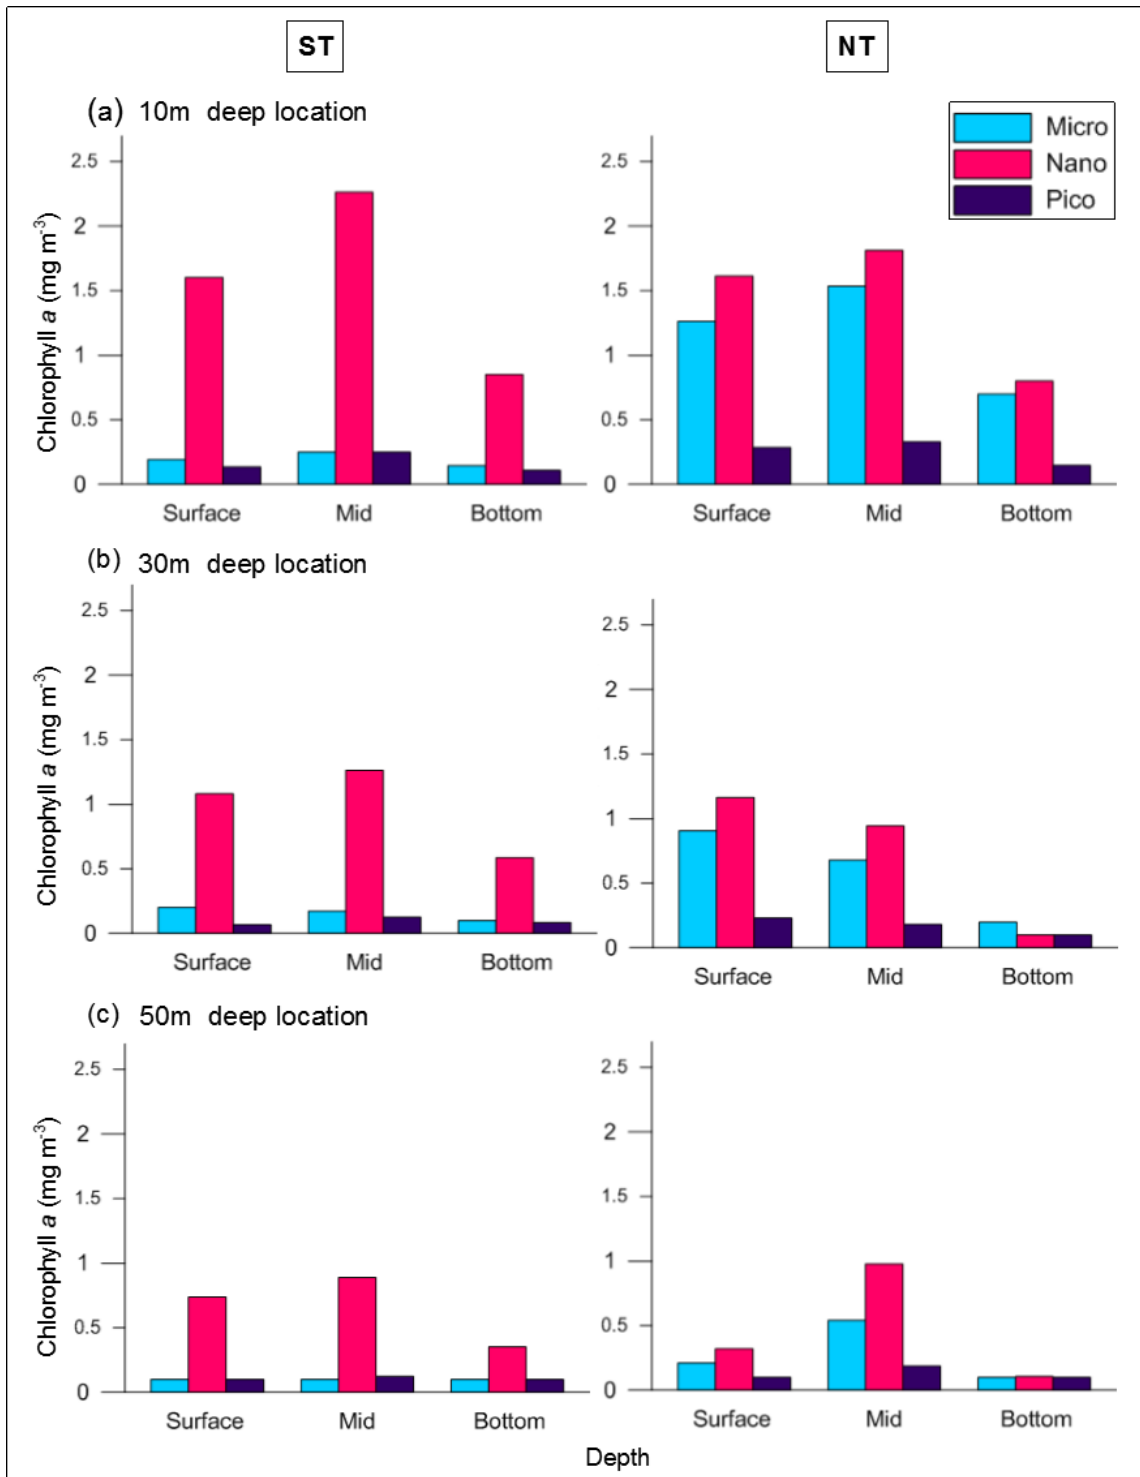 ST
NT
(a) 10m deep location
Micro
Nano
Pico
Chlorophyll a (mg m-3)
2.5
2
1.5
1
0.5
0
Surface Mid Bottom
2.5
2
1.5
1
0.5
0
Surface Mid Bottom
(b) 30m deep location
Chlorophyll a (mg m-3)
2.5
2
1.5
1
0.5
0
Surface Mid Bottom
2.5
2
1.5
1
0.5
0
Surface Mid Bottom
(c) 50m deep location
Chlorophyll a (mg m-3)
2.5
2
1.5
1
0.5
0
Surface Mid Bottom
2.5
2
1.5
1
0.5
0
Surface Mid Bottom
Depth